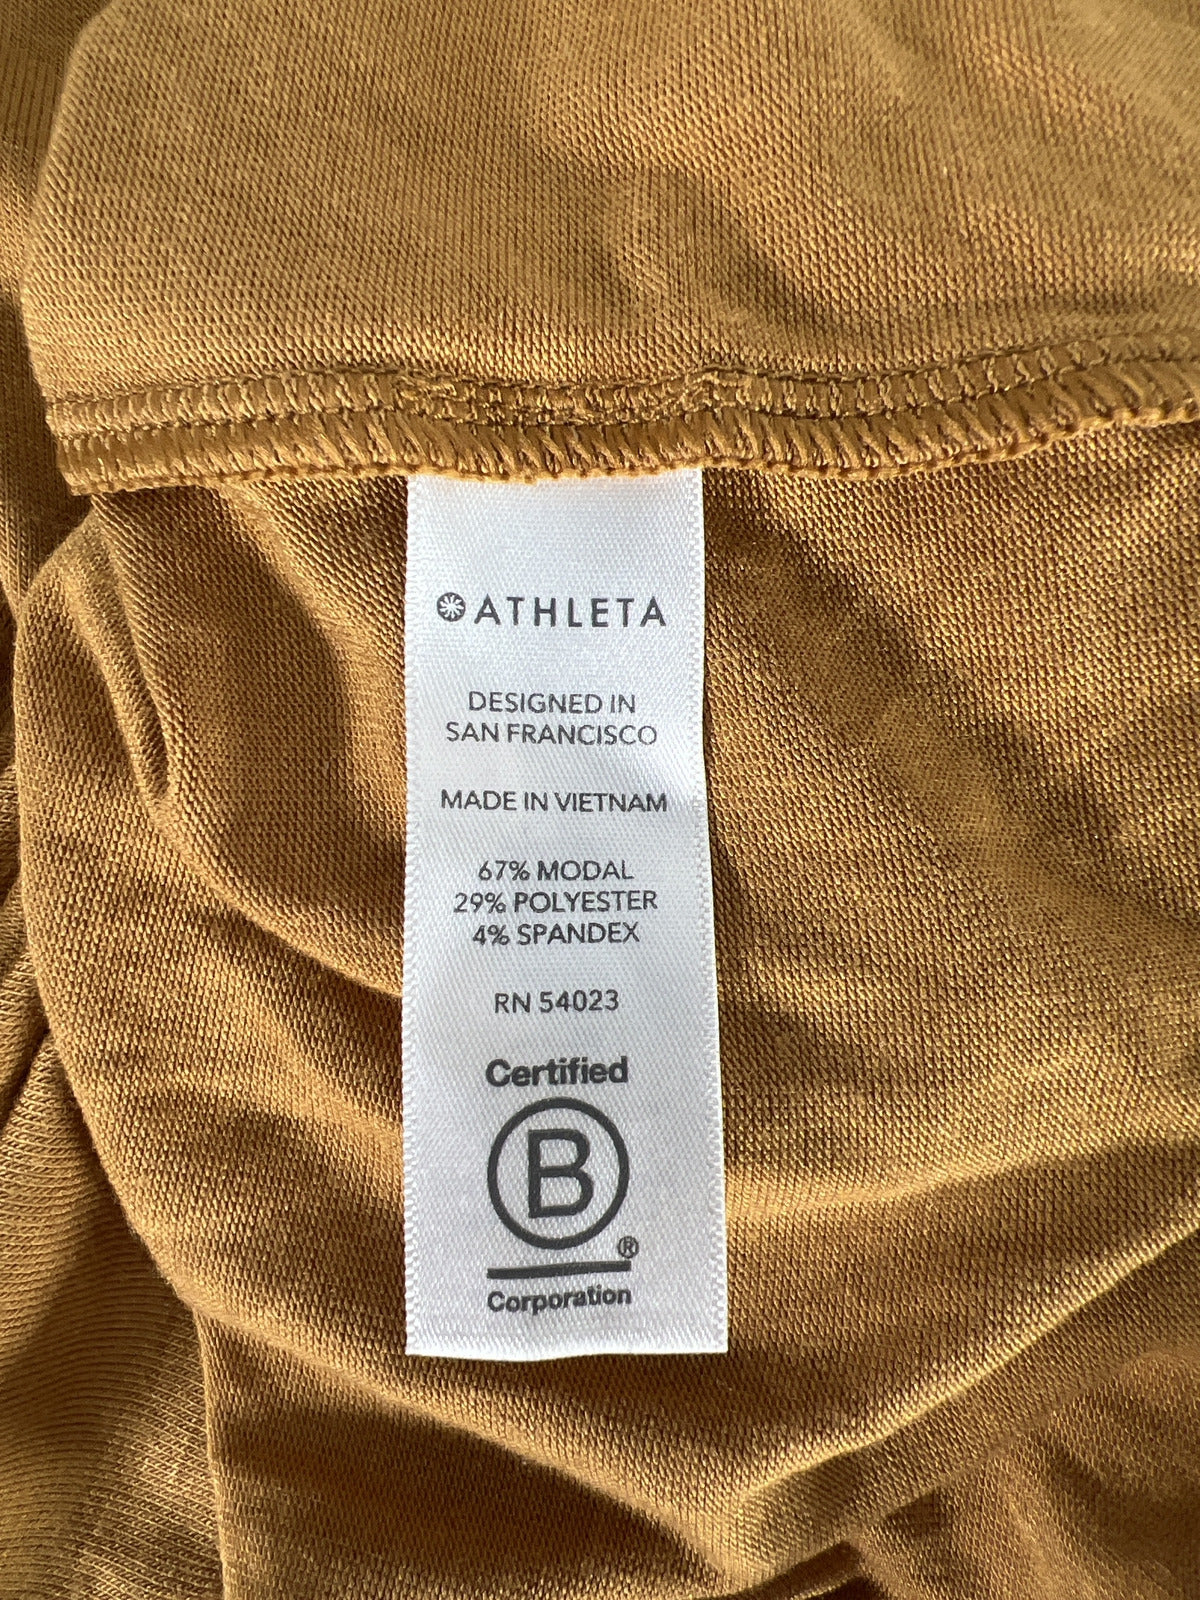 ATHLETA
DESIGNED IN
SAN FRANCISCO
MADE IN VIETNAM
67% MODAL
29% POLYESTER
4% SPANDEX
RN 54023
Certified
B
®
Corporation